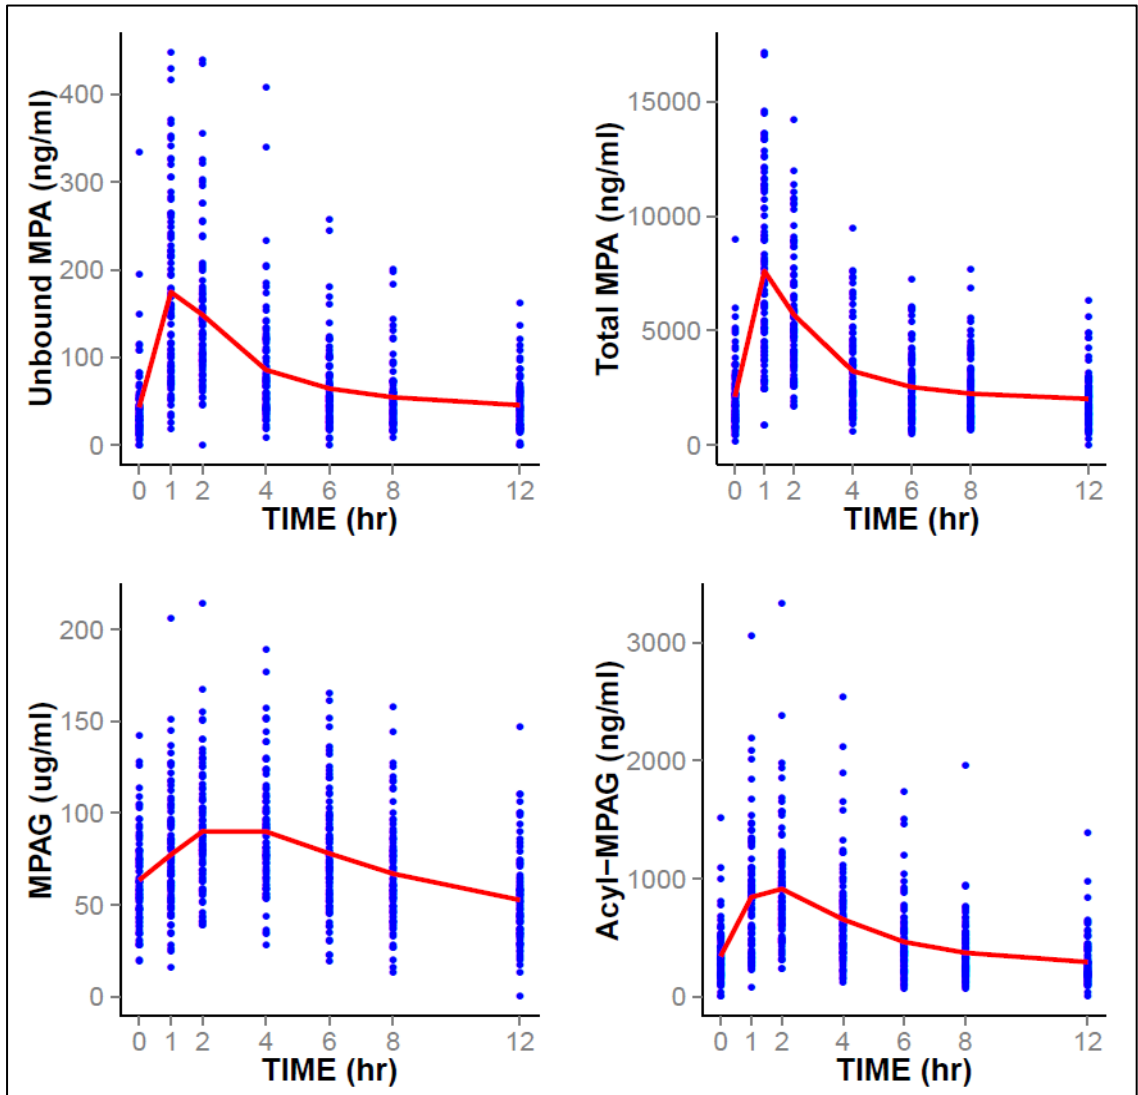 Unbound MPA (ng/ml)
400
300
200
100
0
0 1 2 4 6 8 12
TIME (hr)
Total MPA (ng/ml)
15000
10000
5000
0
0 1 2 4 6 8 12
TIME (hr)
MPAG (ug/ml)
200
150
100
50
0
0 1 2 4 6 8 12
TIME (hr)
Acyl−MPAG (ng/ml)
3000
2000
1000
0
0 1 2 4 6 8 12
TIME (hr)